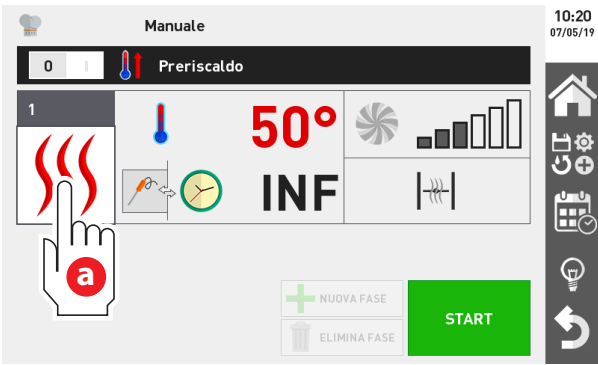 10:20
07/05/19
Manuale
0 I
Preriscaldo
1
50°
INF
a
NUOVA FASE
START
ELIMINA FASE